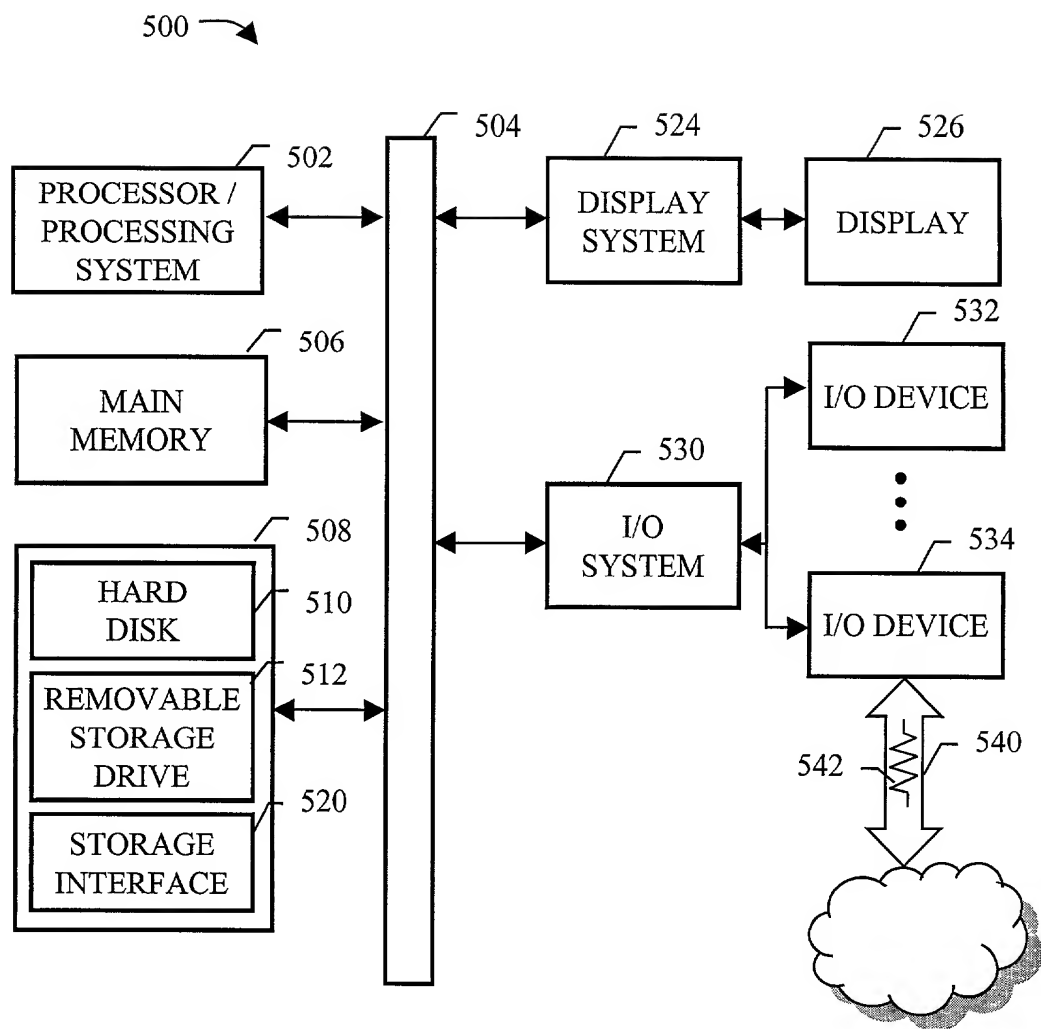 500
504
524
526
502
PROCESSOR /
PROCESSING
SYSTEM
DISPLAY
SYSTEM
DISPLAY
506
MAIN
MEMORY
532
I/O DEVICE
530
I/O
SYSTEM
508
HARD
DISK
510
534
I/O DEVICE
512
REMOVABLE
STORAGE
DRIVE
520
STORAGE
INTERFACE
542
540